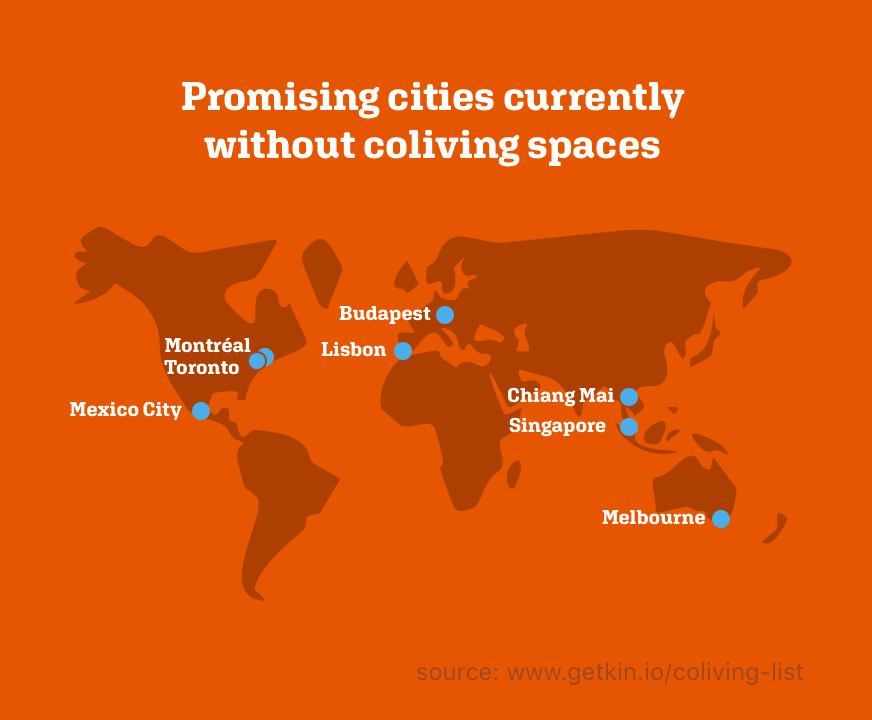 Promising cities currently
without coliving spaces
Budapest
Montréal
Lisbon
Toronto
Chiang Mai
Mexico City
Singapore
Melbourne
source: www.getkin.io/coliving-list